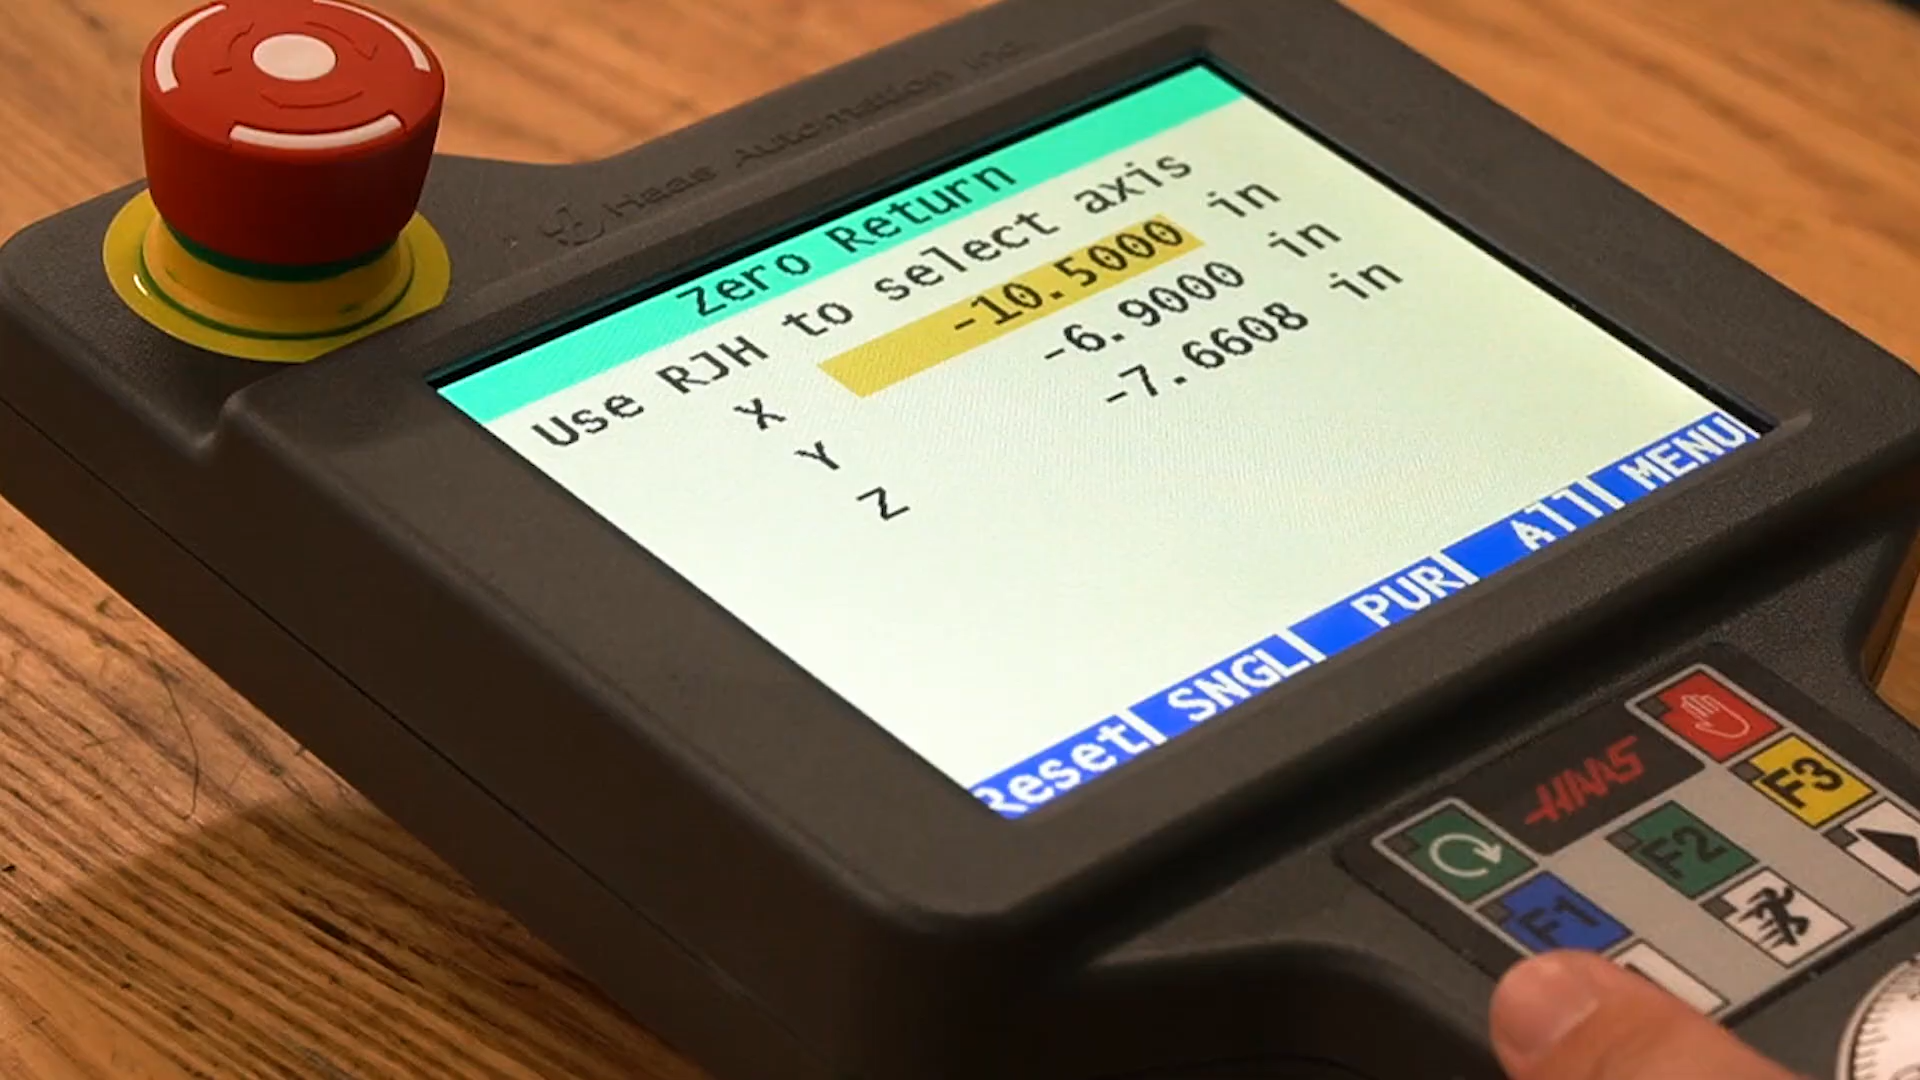 Haas Automation Inc.
Zero Return
Use RJH to select axis
X -10.5000 in
Y -6.9000 in
Z -7.6608 in
Reset| SNGL| PUR| All| MENU
HAAS
F1
F2
F3